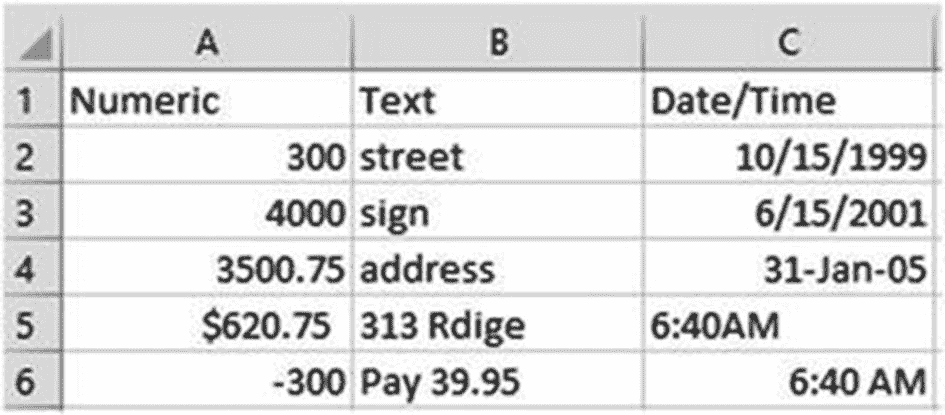 A B C
1 Numeric Text Date/Time
2 300 street 10/15/1999
3 4000 sign 6/15/2001
4 3500.75 address 31-Jan-05
5 $620.75 313 Rdige 6:40AM
6 -300 Pay 39.95 6:40 AM